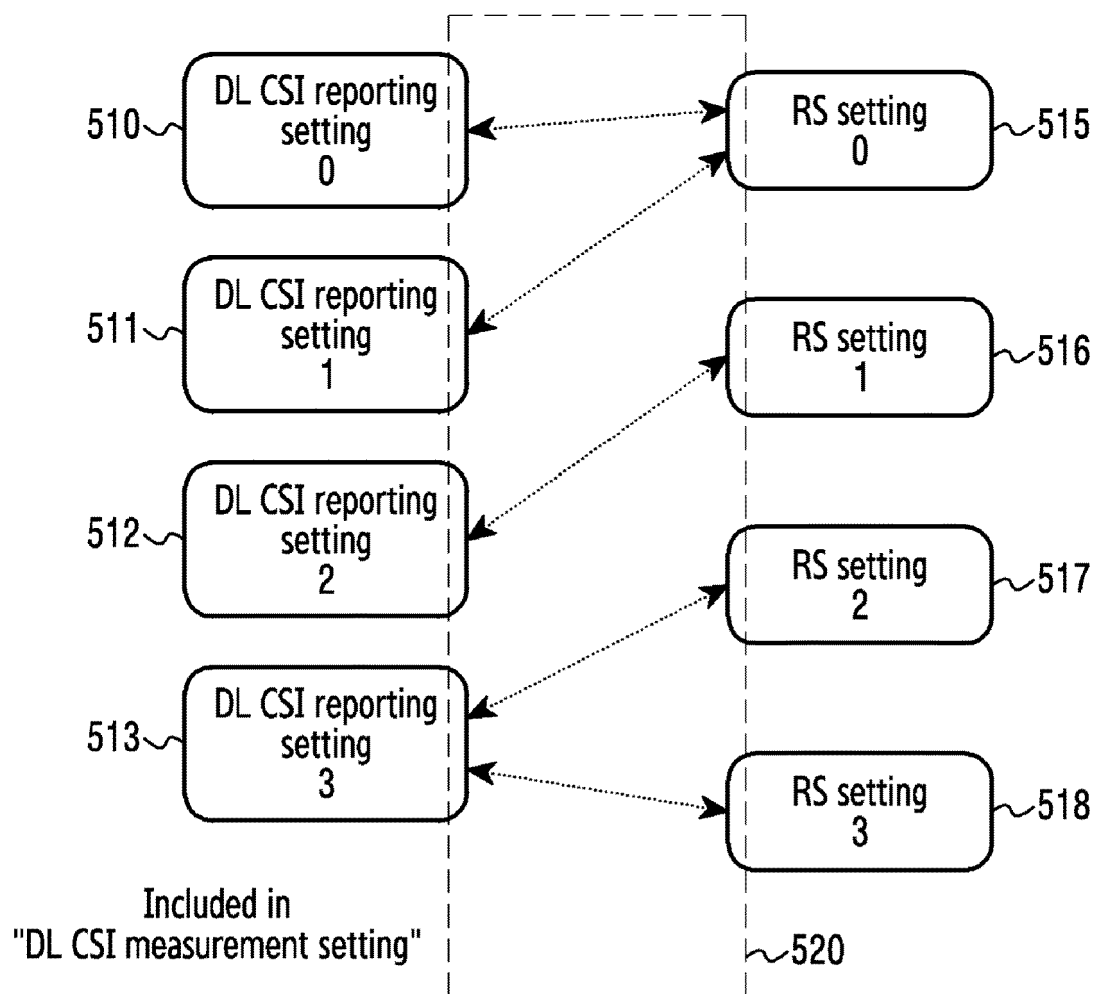 510
DL CSI reporting
setting
0
RS setting
0
515
511
DL CSI reporting
setting
1
RS setting
1
516
512
DL CSI reporting
setting
2
RS setting
2
517
513
DL CSI reporting
setting
3
RS setting
3
518
Included in
"DL CSI measurement setting"
520